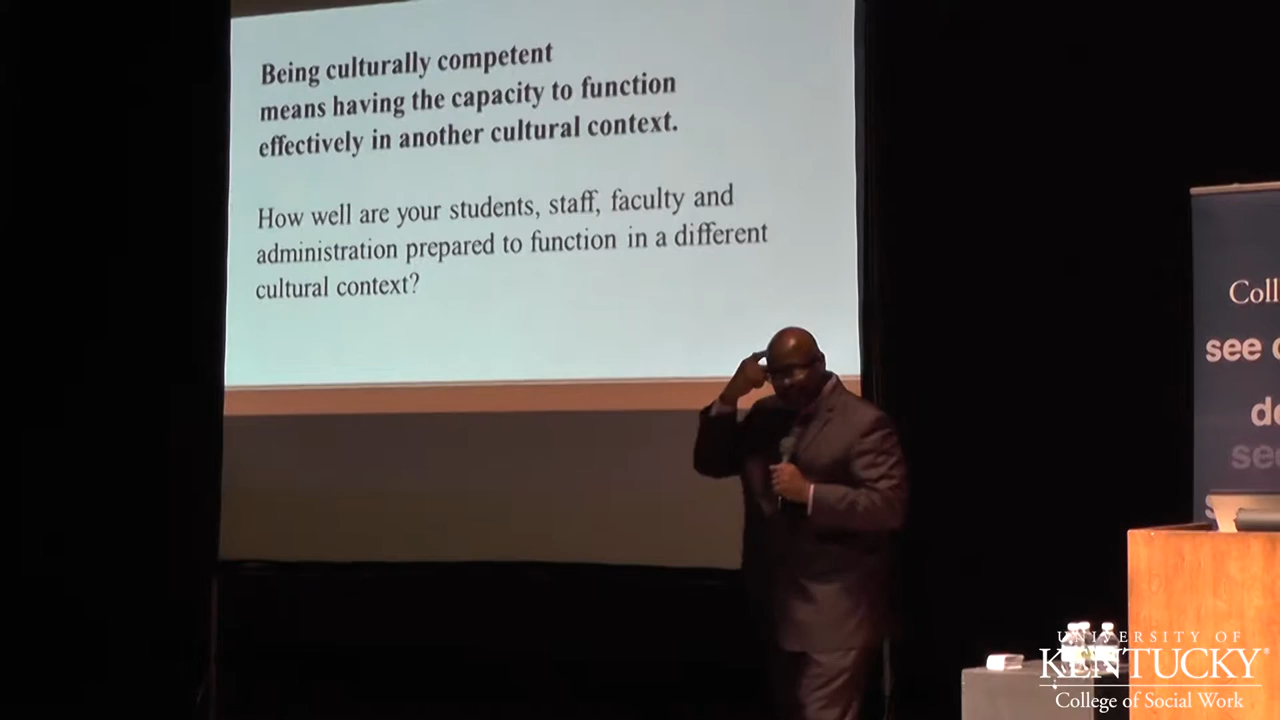 Being culturally competent
means having the capacity to function
effectively in another cultural context.
How well are your students, staff, faculty and
administration prepared to function in a different
cultural context?
Coll
see
UNIVERSITY OF
KENTUCKY®
College of Social Work